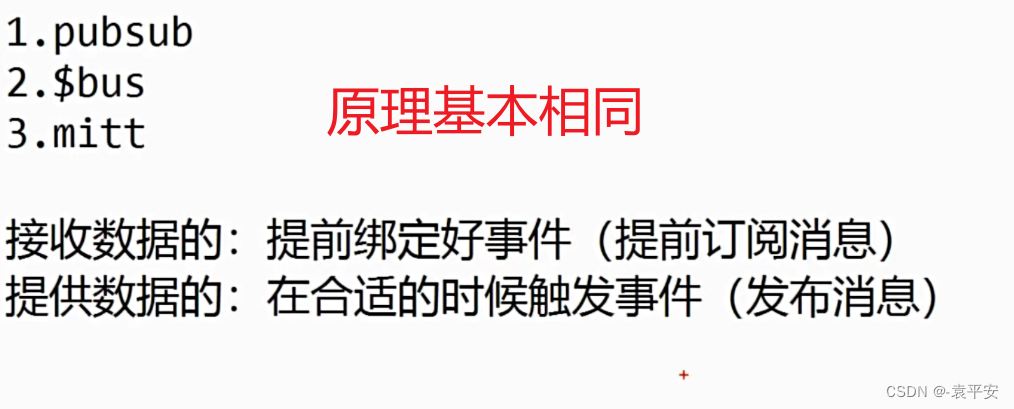 1.pubsub
2.$bus
3.mitt
原理基本相同
接收数据的：提前绑定好事件（提前订阅消息）
提供数据的：在合适的时候触发事件（发布消息）
CSDN @-袁平安